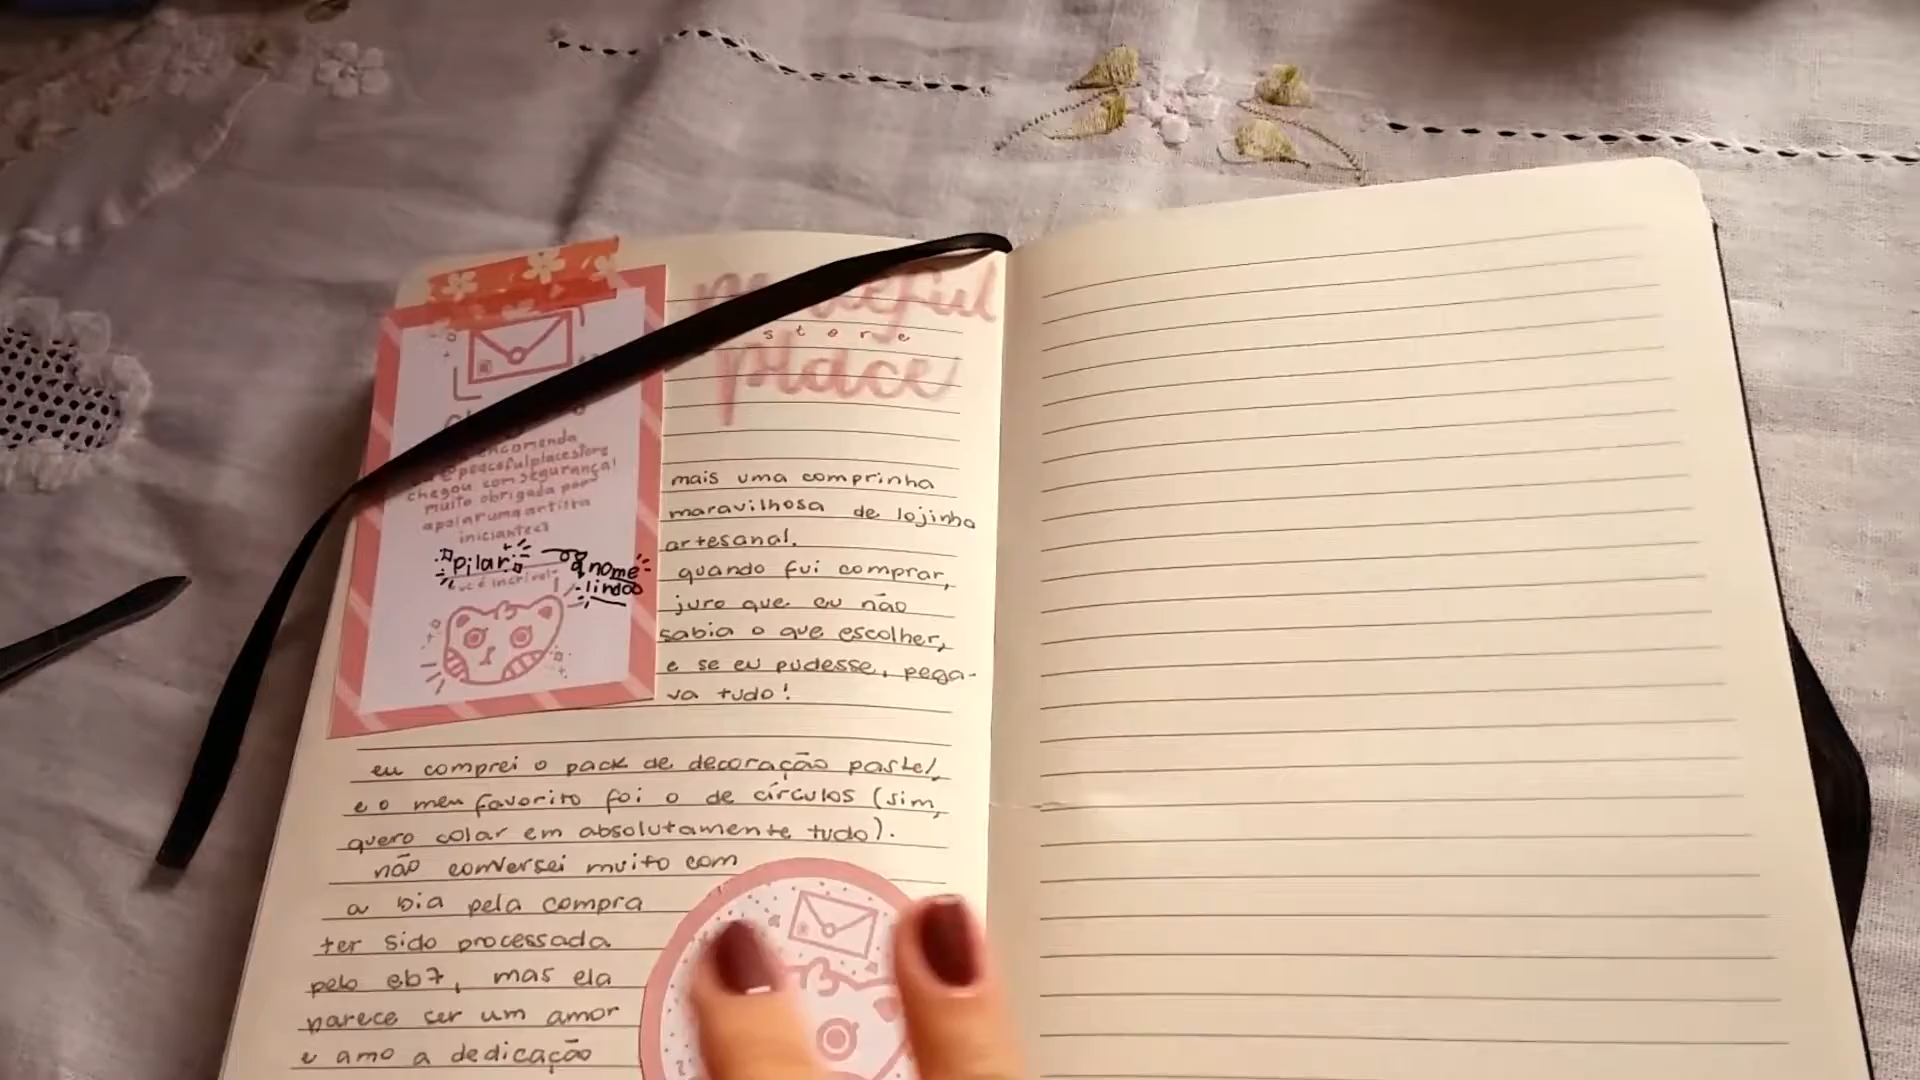 store
place
encomenda
peacefulplacestore
chegou com segurança!
muito obrigada por
apoiar uma artista
iniciante<3
Pilar
q nome
lindoo
você é incrível
mais uma comprinha
maravilhosa de lojinha
artesanal.
quando fui comprar,
juro que eu não
sabia o que escolher,
e se eu pudesse, pega-
va tudo!
eu comprei o pack de decoração pastel,
e o meu favorito foi o de círculos (sim,
quero colar em absolutamente tudo).
não conversei muito com
a bia pela compra
ter sido processada
pelo eb7, mas ela
parece ser um amor
e amo a dedicação